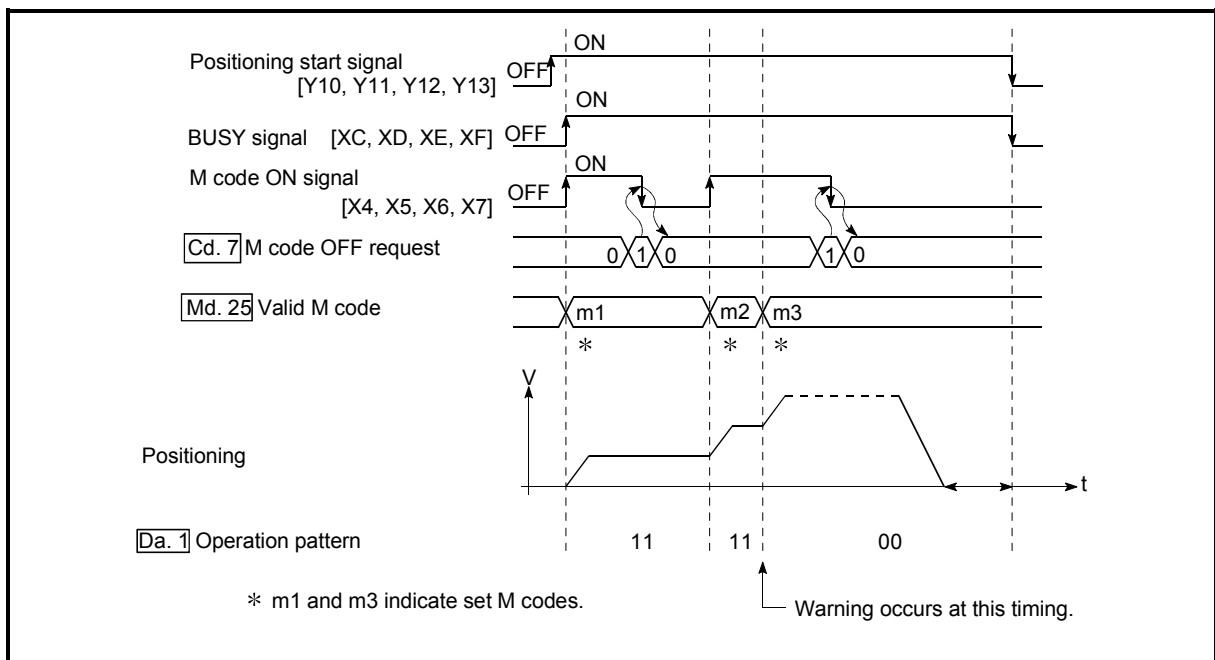 ON
Positioning start signal
OFF
[Y10, Y11, Y12, Y13]
ON
BUSY signal [XC, XD, XE, XF] OFF
M code ON signal
ON
OFF
[X4, X5, X6, X7]
Cd. 7 M code OFF request
0 1 0 1 0
Md. 25 Valid M code
m1 m2 m3
* * *
V
Positioning
t
Da. 1 Operation pattern 11 11 00
* m1 and m3 indicate set M codes.
Warning occurs at this timing.